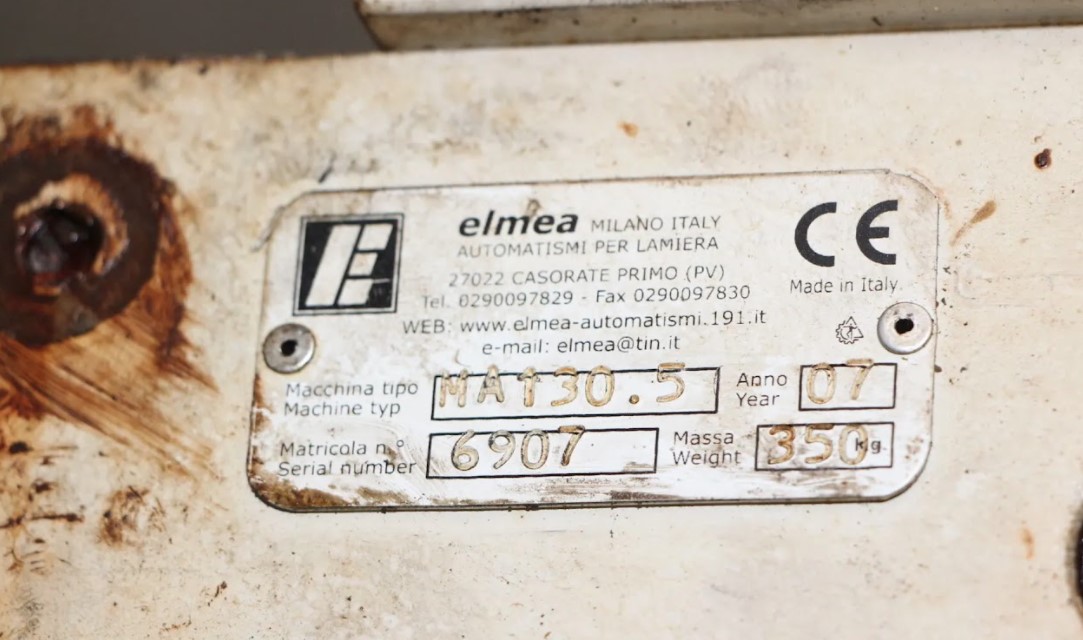 elmea MILANO ITALY
AUTOMATISMI PER LAMIERA
27022 CASORATE PRIMO (PV)
Tel. 0290097829 - Fax 0290097830
WEB: www.elmea-automatismi.191.it
e-mail: elmea@tin.it
CE
Made in Italy
Macchina tipo
Machine typ
MA130.5
Anno
Year
07
Matricola n.°
Serial number
6907
Massa
Weight
350 kg.